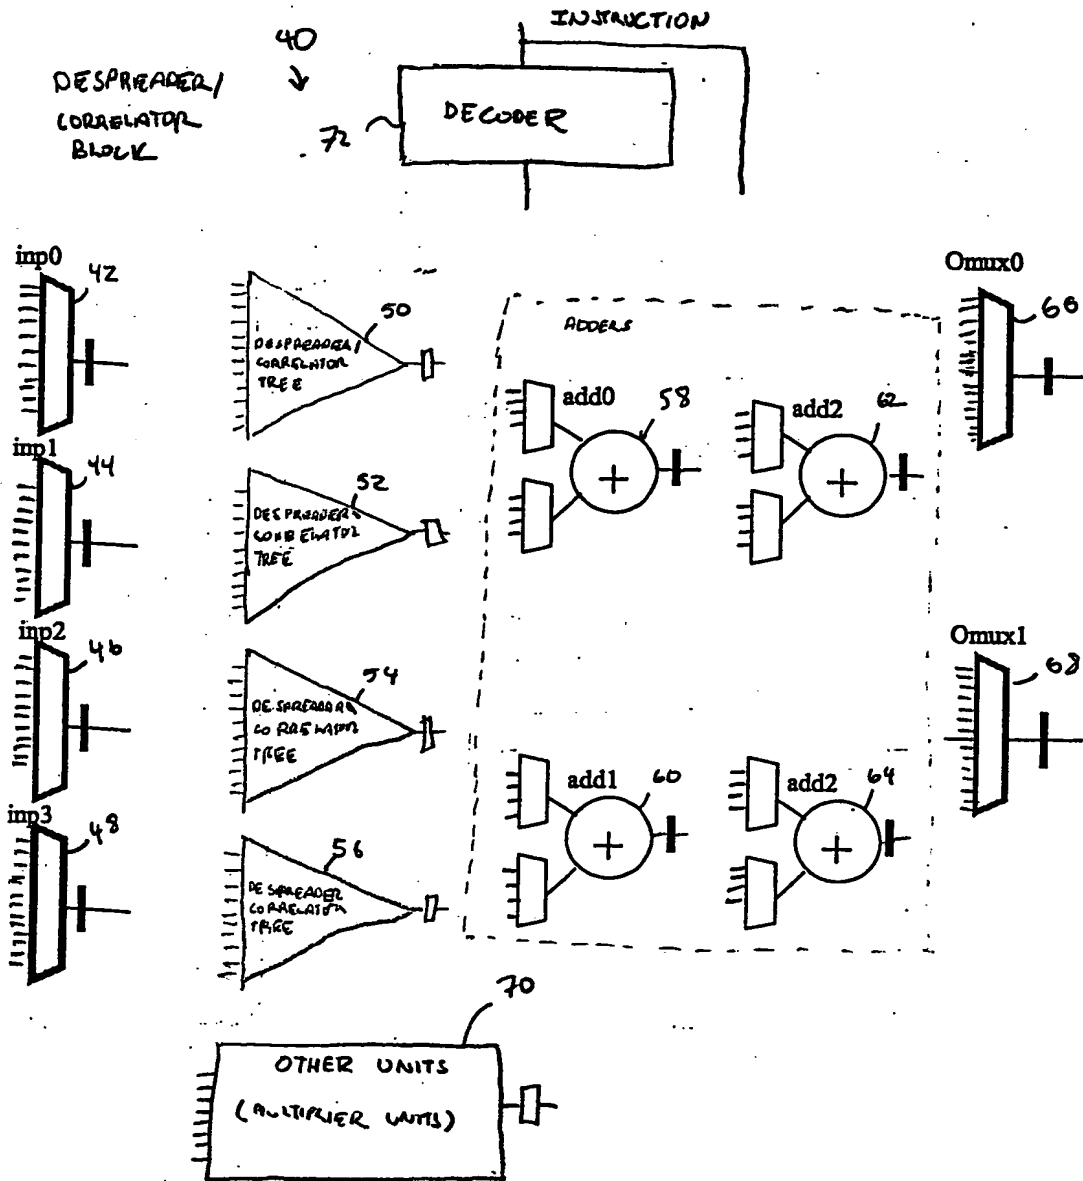 INSTRUCTION
40
DESPREADER/
CORRELATOR
BLOCK
72
DECODER
inp0
42
50
DESPREADER/
CORRELATOR
TREE
ADDERS
add0
58
add2
62
Omux0
66
inp1
44
52
DESPREADER
CORRELATOR
TREE
inp2
46
54
DESPREADER
CORRELATOR
TREE
Omux1
68
inp3
48
56
DESPREADER
CORRELATOR
TREE
add1
60
add2
64
70
OTHER UNITS
(MULTIPLIER UNITS)